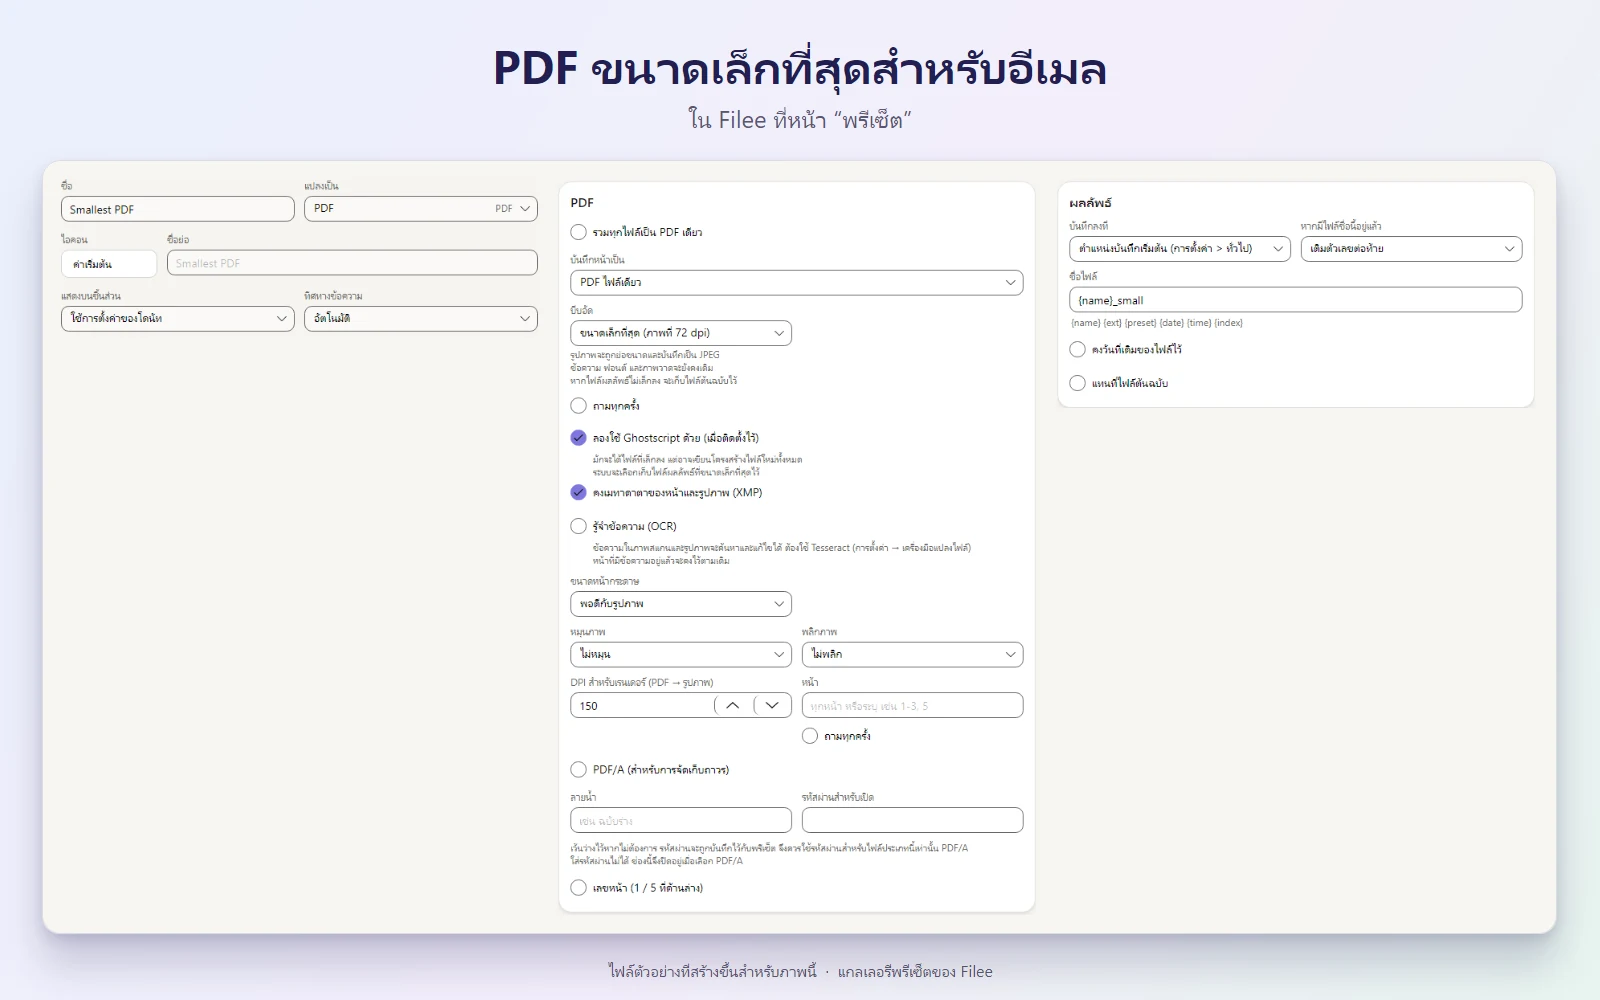 PDF ขนาดเล็กที่สุดสำหรับอีเมล
ใน Filee ที่หน้า “พรีเซ็ต”
ชื่อ
แปลงเป็น
Smallest PDF
PDF
PDF
ไอคอน
ชื่อย่อ
ค่าเริ่มต้น
Smallest PDF
แสดงบนชิ้นส่วน
ทิศทางข้อความ
ใช้การตั้งค่าของโดนัท
อัตโนมัติ
PDF
รวมทุกไฟล์เป็น PDF เดียว
บันทึกหน้าเป็น
PDF ไฟล์เดียว
บีบอัด
ขนาดเล็กที่สุด (ภาพที่ 72 dpi)
รูปภาพจะถูกย่อขนาดและบันทึกเป็น JPEG
ข้อความ ฟอนต์ และภาพวาดจะยังคงเดิม
หากไฟล์ผลลัพธ์ไม่เล็กลง จะเก็บไฟล์ต้นฉบับไว้
ถามทุกครั้ง
ลองใช้ Ghostscript ด้วย (เมื่อติดตั้งไว้)
มักจะได้ไฟล์ที่เล็กลง แต่อาจเขียนโครงสร้างไฟล์ใหม่ทั้งหมด
ระบบจะเลือกเก็บไฟล์ผลลัพธ์ที่ขนาดเล็กที่สุดไว้
คงเมทาดาตาของหน้าและรูปภาพ (XMP)
รู้จำข้อความ (OCR)
ข้อความในภาพสแกนและรูปภาพจะค้นหาและแก้ไขได้ ต้องใช้ Tesseract (การตั้งค่า → เครื่องมือแปลงไฟล์)
หน้าที่มีข้อความอยู่แล้วจะคงไว้ตามเดิม
ขนาดหน้ากระดาษ
พอดีกับรูปภาพ
หมุนภาพ
พลิกภาพ
ไม่หมุน
ไม่พลิก
DPI สำหรับเรนเดอร์ (PDF → รูปภาพ)
หน้า
150
ทุกหน้า หรือระบุ เช่น 1-3, 5
ถามทุกครั้ง
PDF/A (สำหรับการจัดเก็บถาวร)
ลายน้ำ
รหัสผ่านสำหรับเปิด
เช่น ฉบับร่าง
เว้นว่างไว้หากไม่ต้องการ รหัสผ่านจะถูกบันทึกไว้กับพรีเซ็ต จึงควรใช้รหัสผ่านสำหรับไฟล์ประเภทนี้เท่านั้น PDF/A
ใส่รหัสผ่านไม่ได้ ช่องนี้จึงปิดอยู่เมื่อเลือก PDF/A
เลขหน้า (1 / 5 ที่ด้านล่าง)
ผลลัพธ์
บันทึกลงที่
หากมีไฟล์ชื่อนี้อยู่แล้ว
ตำแหน่งบันทึกเริ่มต้น (การตั้งค่า > ทั่วไป)
เติมตัวเลขต่อท้าย
ชื่อไฟล์
{name}_small
{name} {ext} {preset} {date} {time} {index}
คงวันที่เดิมของไฟล์ไว้
แทนที่ไฟล์ต้นฉบับ
ไฟล์ตัวอย่างที่สร้างขึ้นสำหรับภาพนี้ · แกลเลอรีพรีเซ็ตของ Filee